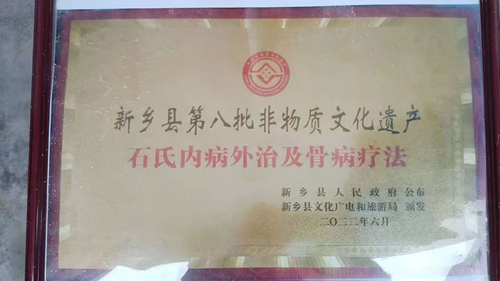 新乡县第八批非物质文化遗产
石氏内病外治及骨病疗法
新乡县人民政府 公布
新乡县文化广电和旅游局 颁发
二〇二二年六月